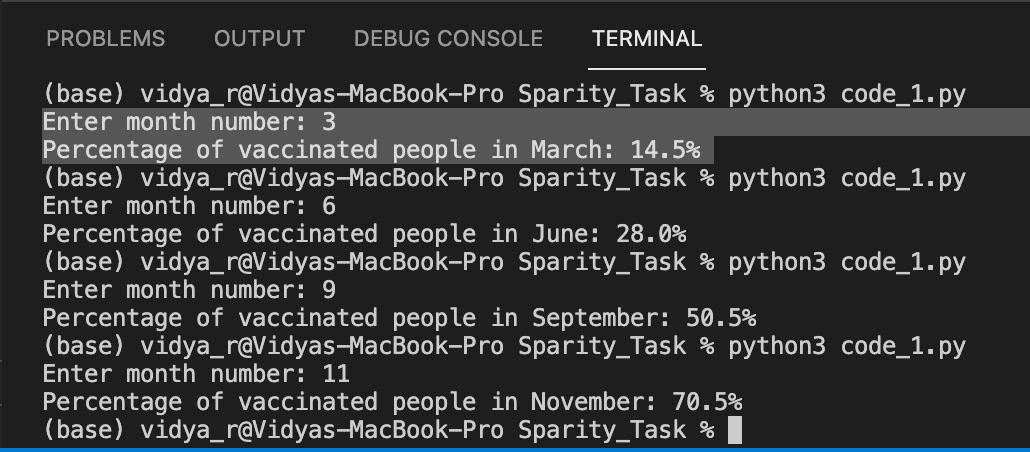 PROBLEMS OUTPUT DEBUG CONSOLE TERMINAL
(base) vidya_r@Vidyas-MacBook-Pro Sparity_Task % python3 code_1.py
Enter month number: 3
Percentage of vaccinated people in March: 14.5%
(base) vidya_r@Vidyas-MacBook-Pro Sparity_Task % python3 code_1.py
Enter month number: 6
Percentage of vaccinated people in June: 28.0%
(base) vidya_r@Vidyas-MacBook-Pro Sparity_Task % python3 code_1.py
Enter month number: 9
Percentage of vaccinated people in September: 50.5%
(base) vidya_r@Vidyas-MacBook-Pro Sparity_Task % python3 code_1.py
Enter month number: 11
Percentage of vaccinated people in November: 70.5%
(base) vidya_r@Vidyas-MacBook-Pro Sparity_Task %